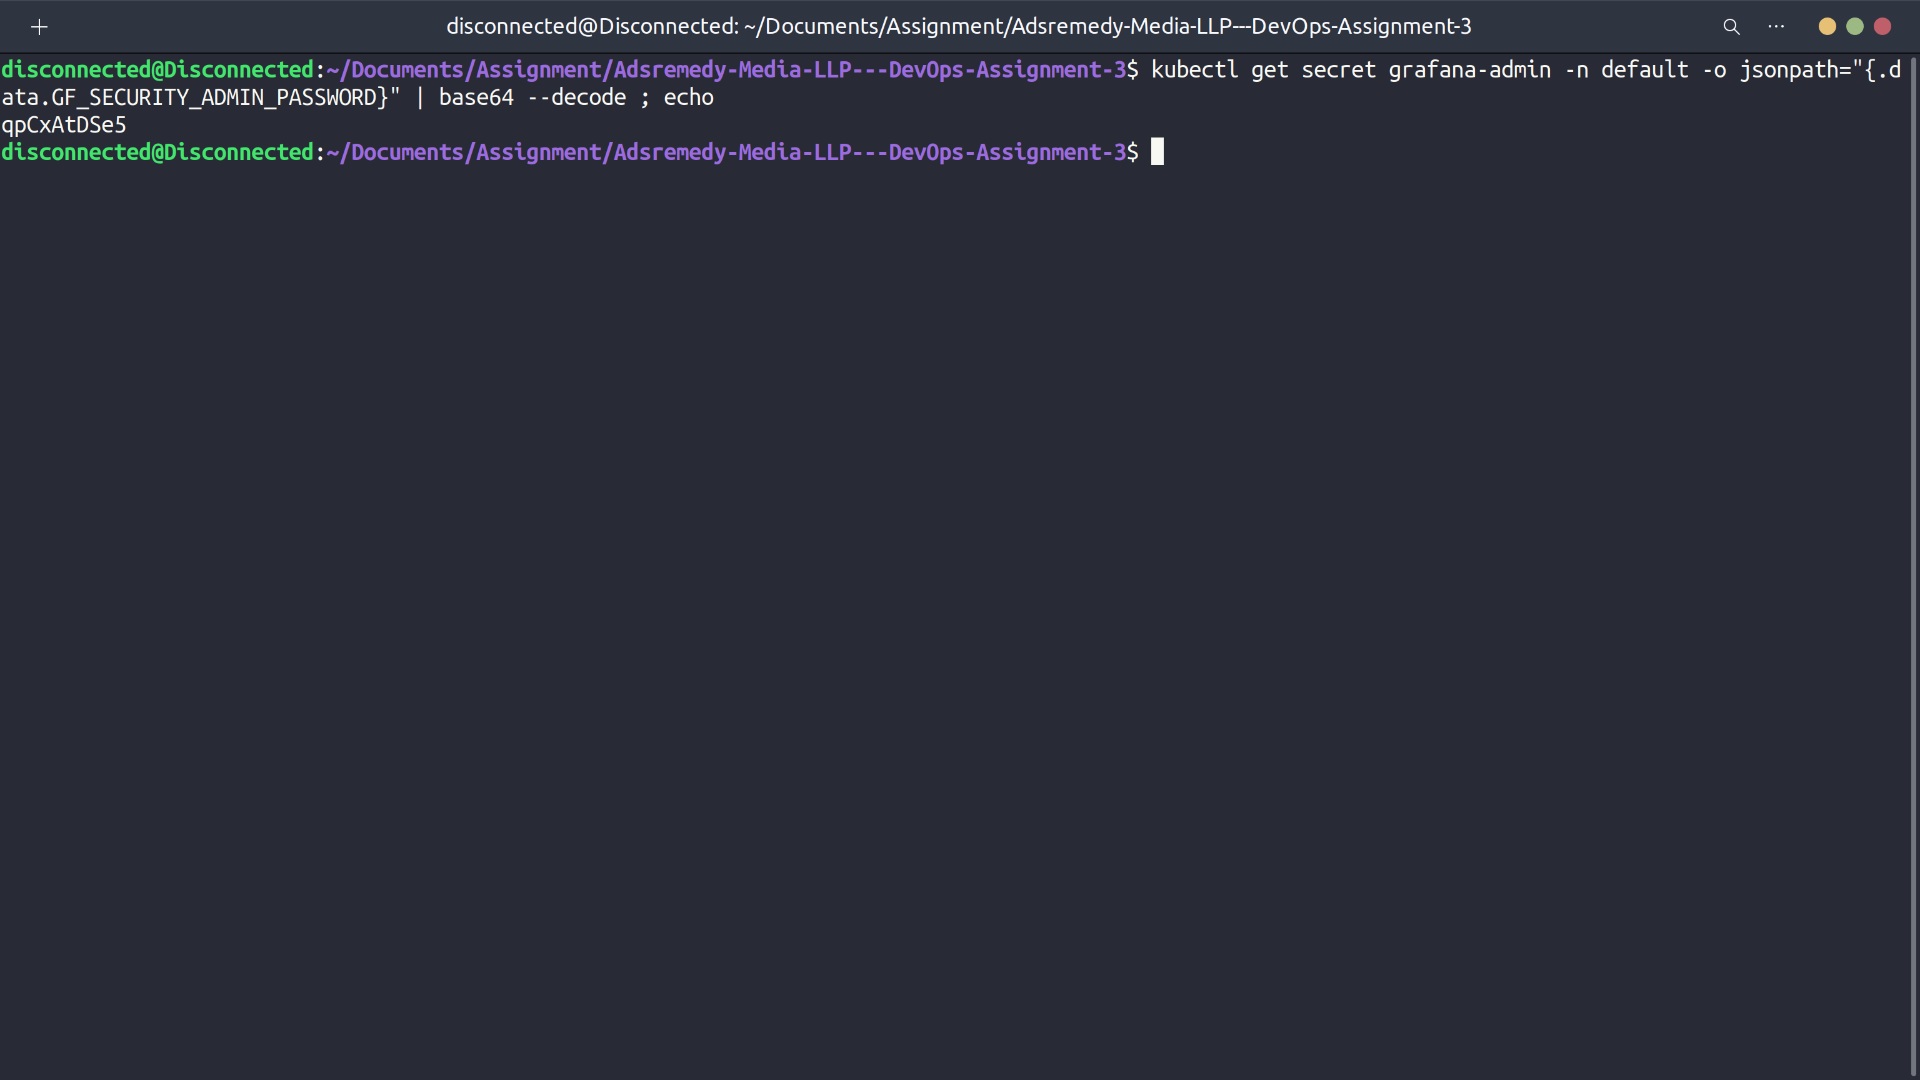 disconnected@Disconnected: ~/Documents/Assignment/Adsremedy-Media-LLP---DevOps-Assignment-3
disconnected@Disconnected:~/Documents/Assignment/Adsremedy-Media-LLP---DevOps-Assignment-3$ kubectl get secret grafana-admin -n default -o jsonpath="{.d
ata.GF_SECURITY_ADMIN_PASSWORD}" | base64 --decode ; echo
qpCxAtDSe5
disconnected@Disconnected:~/Documents/Assignment/Adsremedy-Media-LLP---DevOps-Assignment-3$